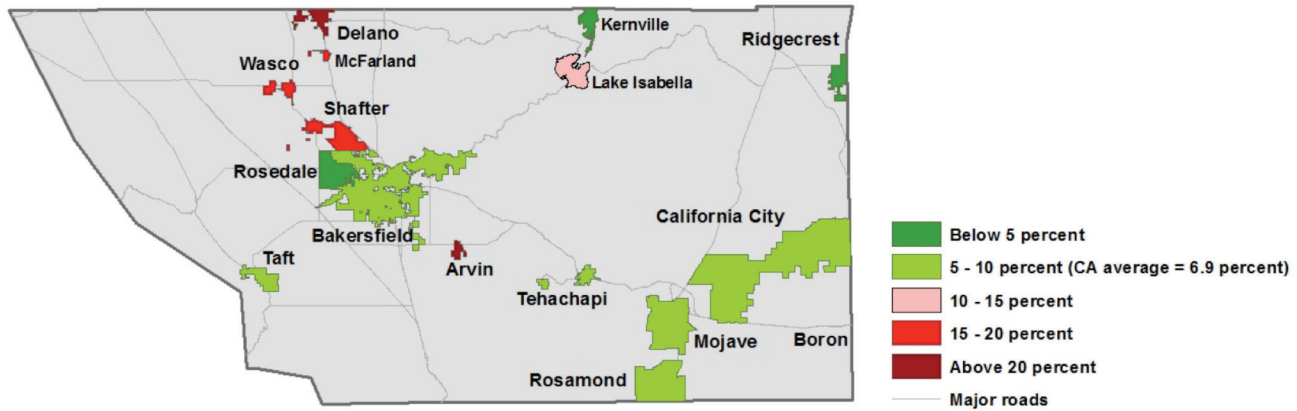 Delano
Kernville
Ridgecrest
McFarland
Wasco
Lake Isabella
Shafter
Rosedale
California City
Bakersfield
Taft
Arvin
Tehachapi
Mojave
Boron
Rosamond
Below 5 percent
5 - 10 percent (CA average = 6.9 percent)
10 - 15 percent
15 - 20 percent
Above 20 percent
Major roads